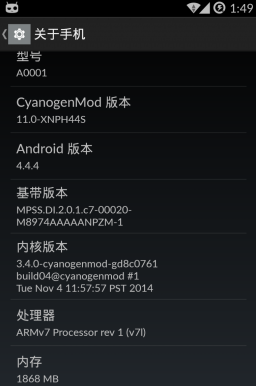 1:49
关于手机
型号
A0001
CyanogenMod 版本
11.0-XNPH44S
Android 版本
4.4.4
基带版本
MPSS.DI.2.0.1.c7-00020-
M8974AAAAANPZM-1
内核版本
3.4.0-cyanogenmod-gd8c0761
build04@cyanogenmod #1
Tue Nov 4 11:57:57 PST 2014
处理器
ARMv7 Processor rev 1 (v7l)
内存
1868 MB